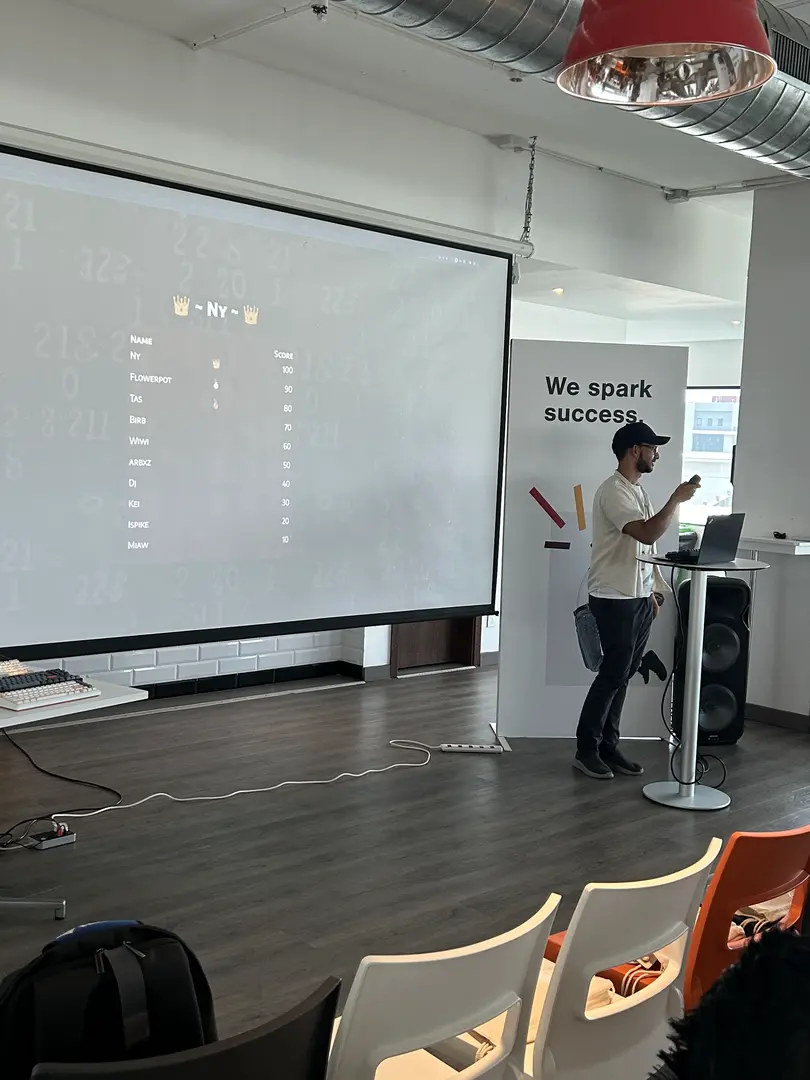 ~ Ny ~
Name Score
Ny 100
Flowerpot 90
Tas 80
Birb 70
Wiwi 60
arbxz 50
Dj 40
Kei 30
ispike 20
Miaw 10
We spark
success.